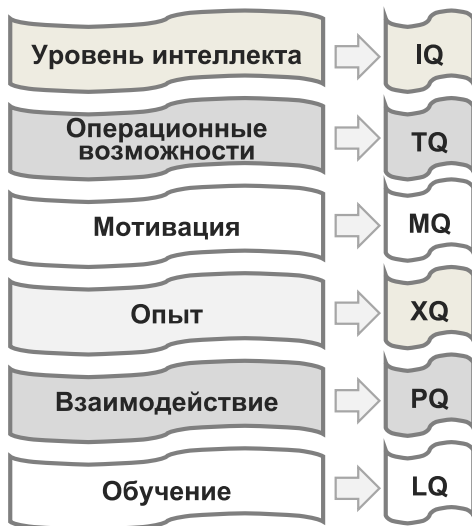 Уровень интеллекта
IQ
Операционные
возможности
TQ
Мотивация
MQ
Опыт
XQ
Взаимодействие
PQ
Обучение
LQ